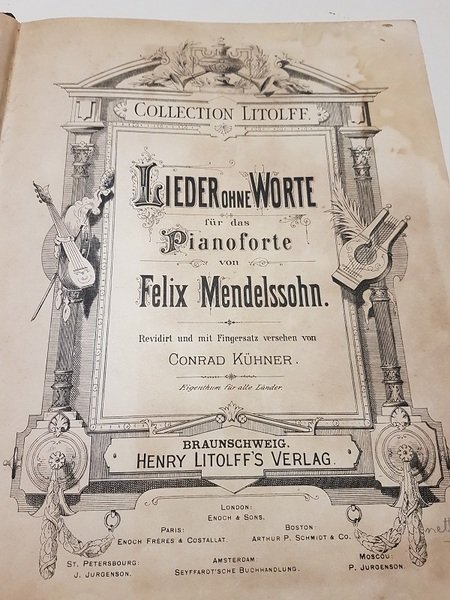 COLLECTION LITOLFF.
LIEDER OHNE WORTE
für das
Pianoforte
von
Felix Mendelssohn.
Revidirt und mit Fingersatz versehen von
CONRAD KÜHNER.
Eigenthum für alle Länder.
BRAUNSCHWEIG.
HENRY LITOLFF'S VERLAG.
LONDON:
ENOCH & SONS.
PARIS:
ENOCH FRÈRES & COSTALLAT.
BOSTON:
ARTHUR P. SCHMIDT & CO.
ST. PETERSBOURG:
J. JURGENSON.
AMSTERDAM:
SEYFFARDT'SCHE BUCHHANDLUNG.
MOSCOU:
P. JURGENSON.